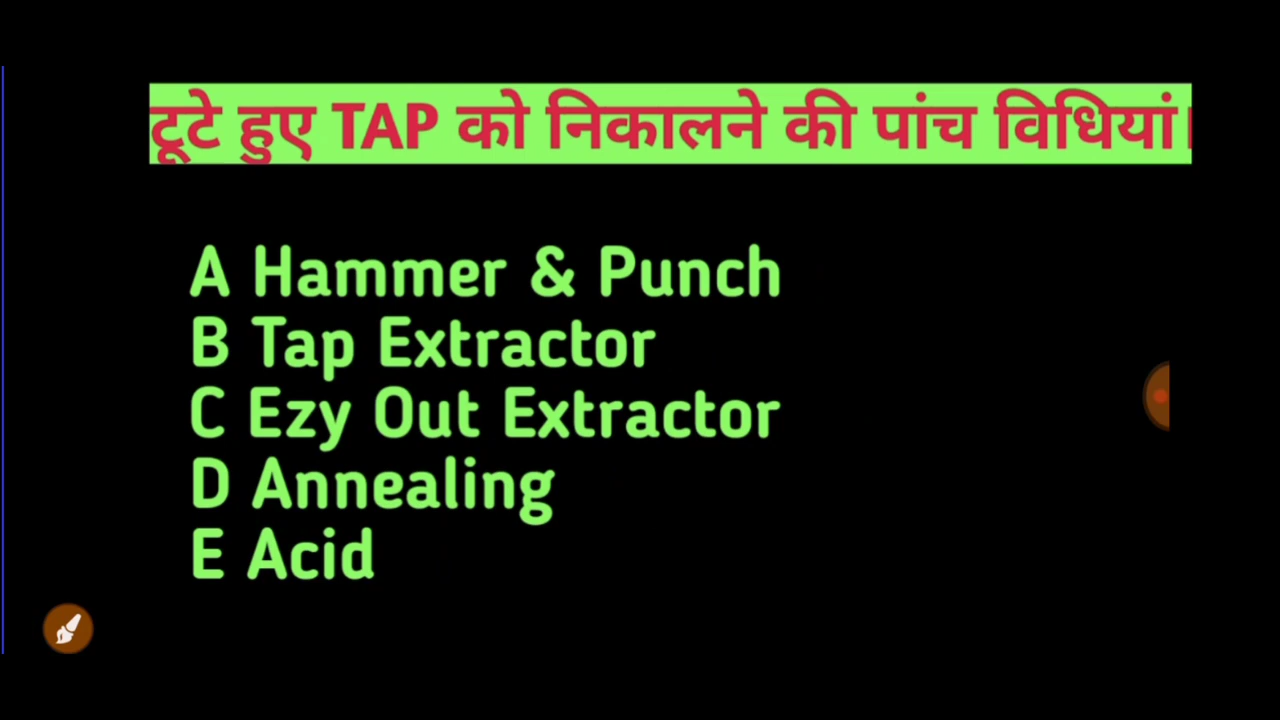 टूटे हुए TAP को निकालने की पांच विधियां।
A Hammer & Punch
B Tap Extractor
C Ezy Out Extractor
D Annealing
E Acid